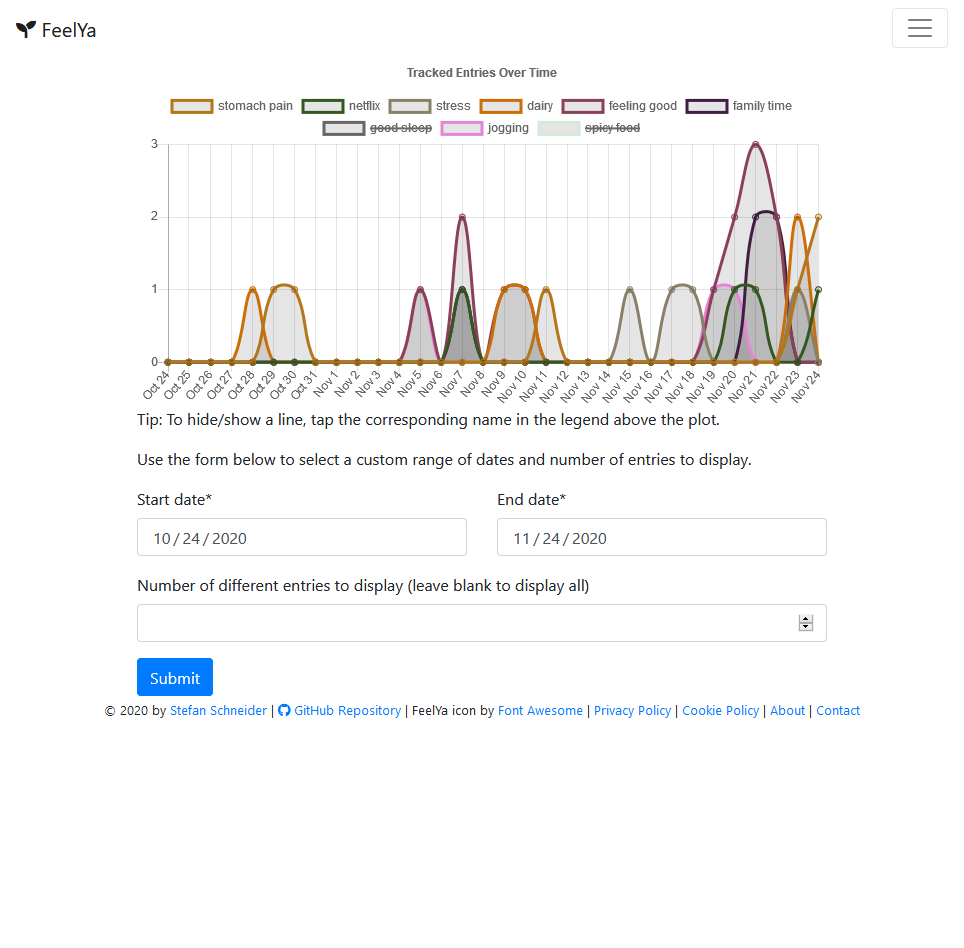 FeelYa
Tracked Entries Over Time
stomach pain netflix stress dairy feeling good family time
good sleep jogging spicy food
3
2
1
0
Oct 24 Oct 25 Oct 26 Oct 27 Oct 28 Oct 29 Oct 30 Oct 31 Nov 1 Nov 2 Nov 3 Nov 4 Nov 5 Nov 6 Nov 7 Nov 8 Nov 9 Nov 10 Nov 11 Nov 12 Nov 13 Nov 14 Nov 15 Nov 16 Nov 17 Nov 18 Nov 19 Nov 20 Nov 21 Nov 22 Nov 23 Nov 24
Tip: To hide/show a line, tap the corresponding name in the legend above the plot.
Use the form below to select a custom range of dates and number of entries to display.
Start date* End date*
10 / 24 / 2020 11 / 24 / 2020
Number of different entries to display (leave blank to display all)
Submit
© 2020 by Stefan Schneider | GitHub Repository | FeelYa icon by Font Awesome | Privacy Policy | Cookie Policy | About | Contact